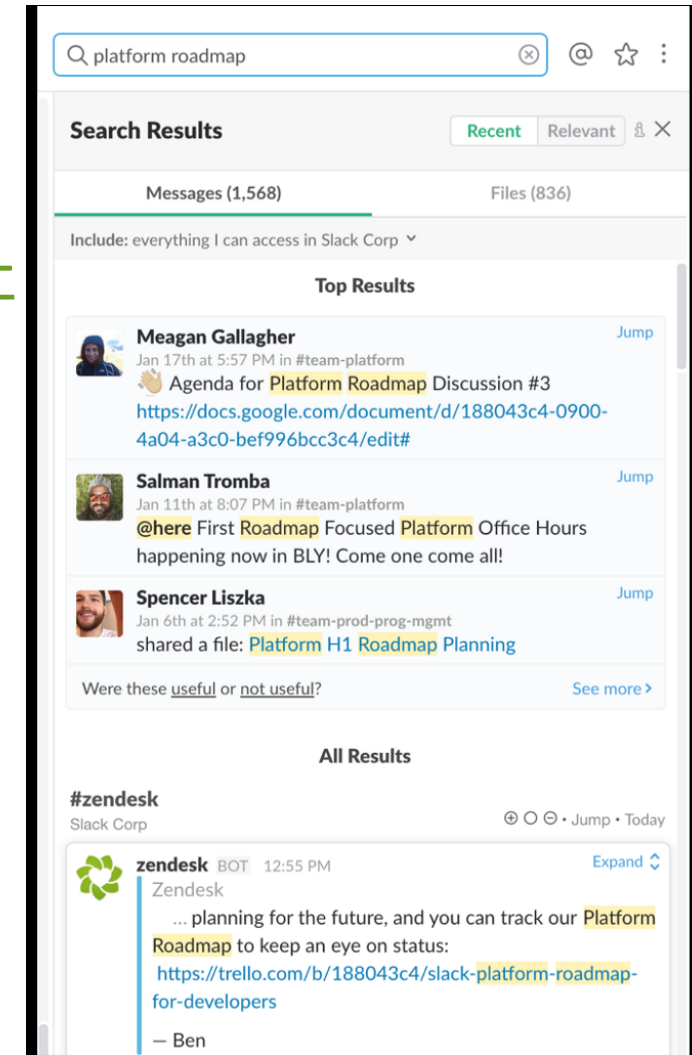 platform roadmap
Search Results
Recent Relevant
Messages (1,568) Files (836)
Include: everything I can access in Slack Corp
Top Results
Meagan Gallagher Jump
Jan 17th at 5:57 PM in #team-platform
👋 Agenda for Platform Roadmap Discussion #3
https://docs.google.com/document/d/188043c4-0900-
4a04-a3c0-bef996bcc3c4/edit#
Salman Tromba Jump
Jan 11th at 8:07 PM in #team-platform
@here First Roadmap Focused Platform Office Hours
happening now in BLY! Come one come all!
Spencer Liszka Jump
Jan 6th at 2:52 PM in #team-prod-prog-mgmt
shared a file: Platform H1 Roadmap Planning
Were these useful or not useful? See more >
All Results
#zendesk
Slack Corp • Jump • Today
zendesk BOT 12:55 PM Expand
Zendesk
... planning for the future, and you can track our Platform
Roadmap to keep an eye on status:
https://trello.com/b/188043c4/slack-platform-roadmap-
for-developers
— Ben